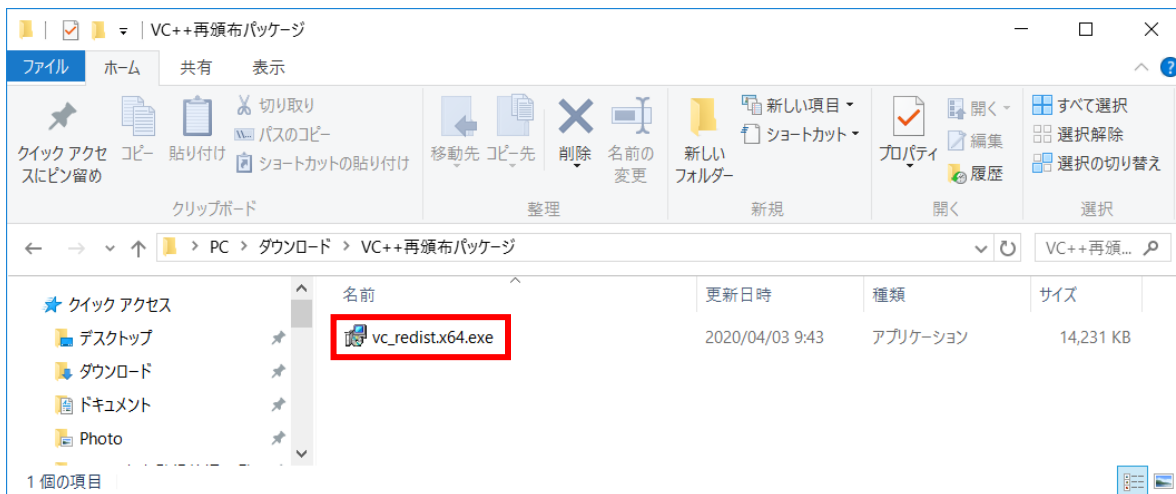 VC++再頒布パッケージ
ファイル ホーム 共有 表示
クイック アクセスにピン留め
コピー
貼り付け
切り取り
パスのコピー
ショートカットの貼り付け
クリップボード
移動先
コピー先
削除
名前の変更
整理
新しいフォルダー
新しい項目
ショートカット
新規
プロパティ
開く
編集
履歴
開く
すべて選択
選択解除
選択の切り替え
選択
PC > ダウンロード > VC++再頒布パッケージ
VC++再頒...
クイック アクセス
デスクトップ
ダウンロード
ドキュメント
Photo
名前 更新日時 種類 サイズ
vc_redist.x64.exe 2020/04/03 9:43 アプリケーション 14,231 KB
1 個の項目